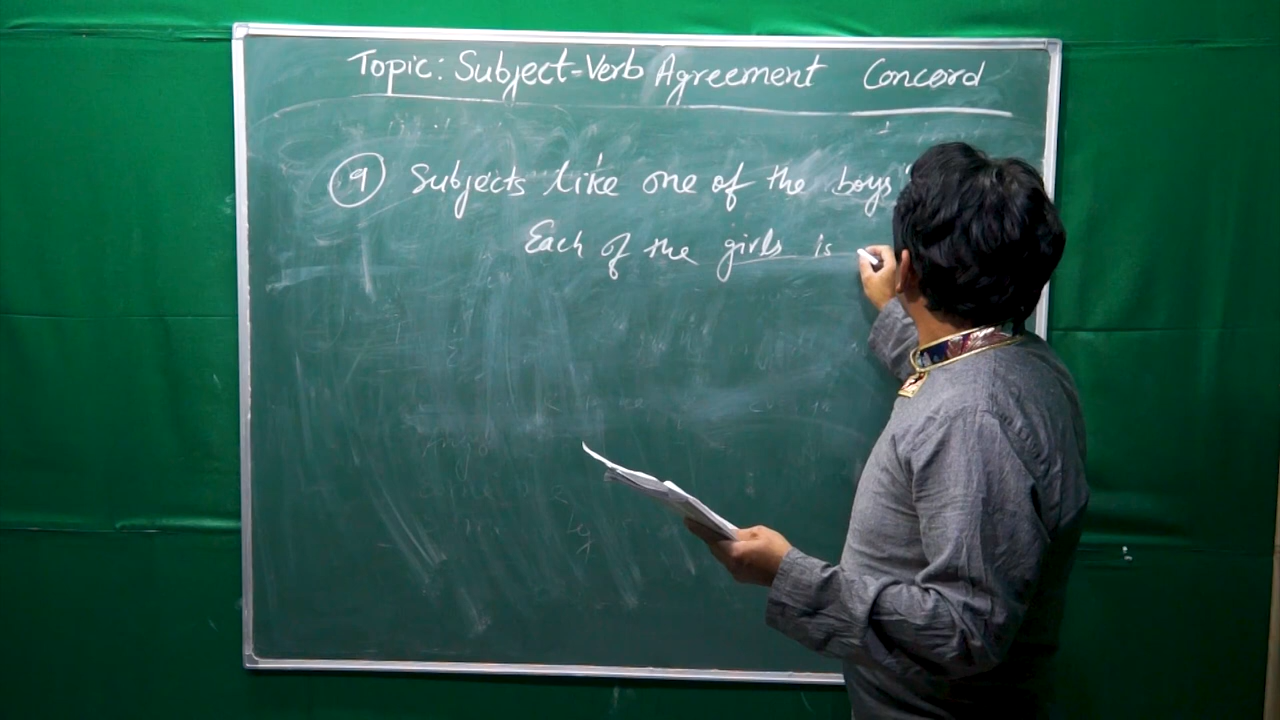 Topic: Subject-Verb Agreement Concord
9 Subjects like one of the boys
Each of the girls is